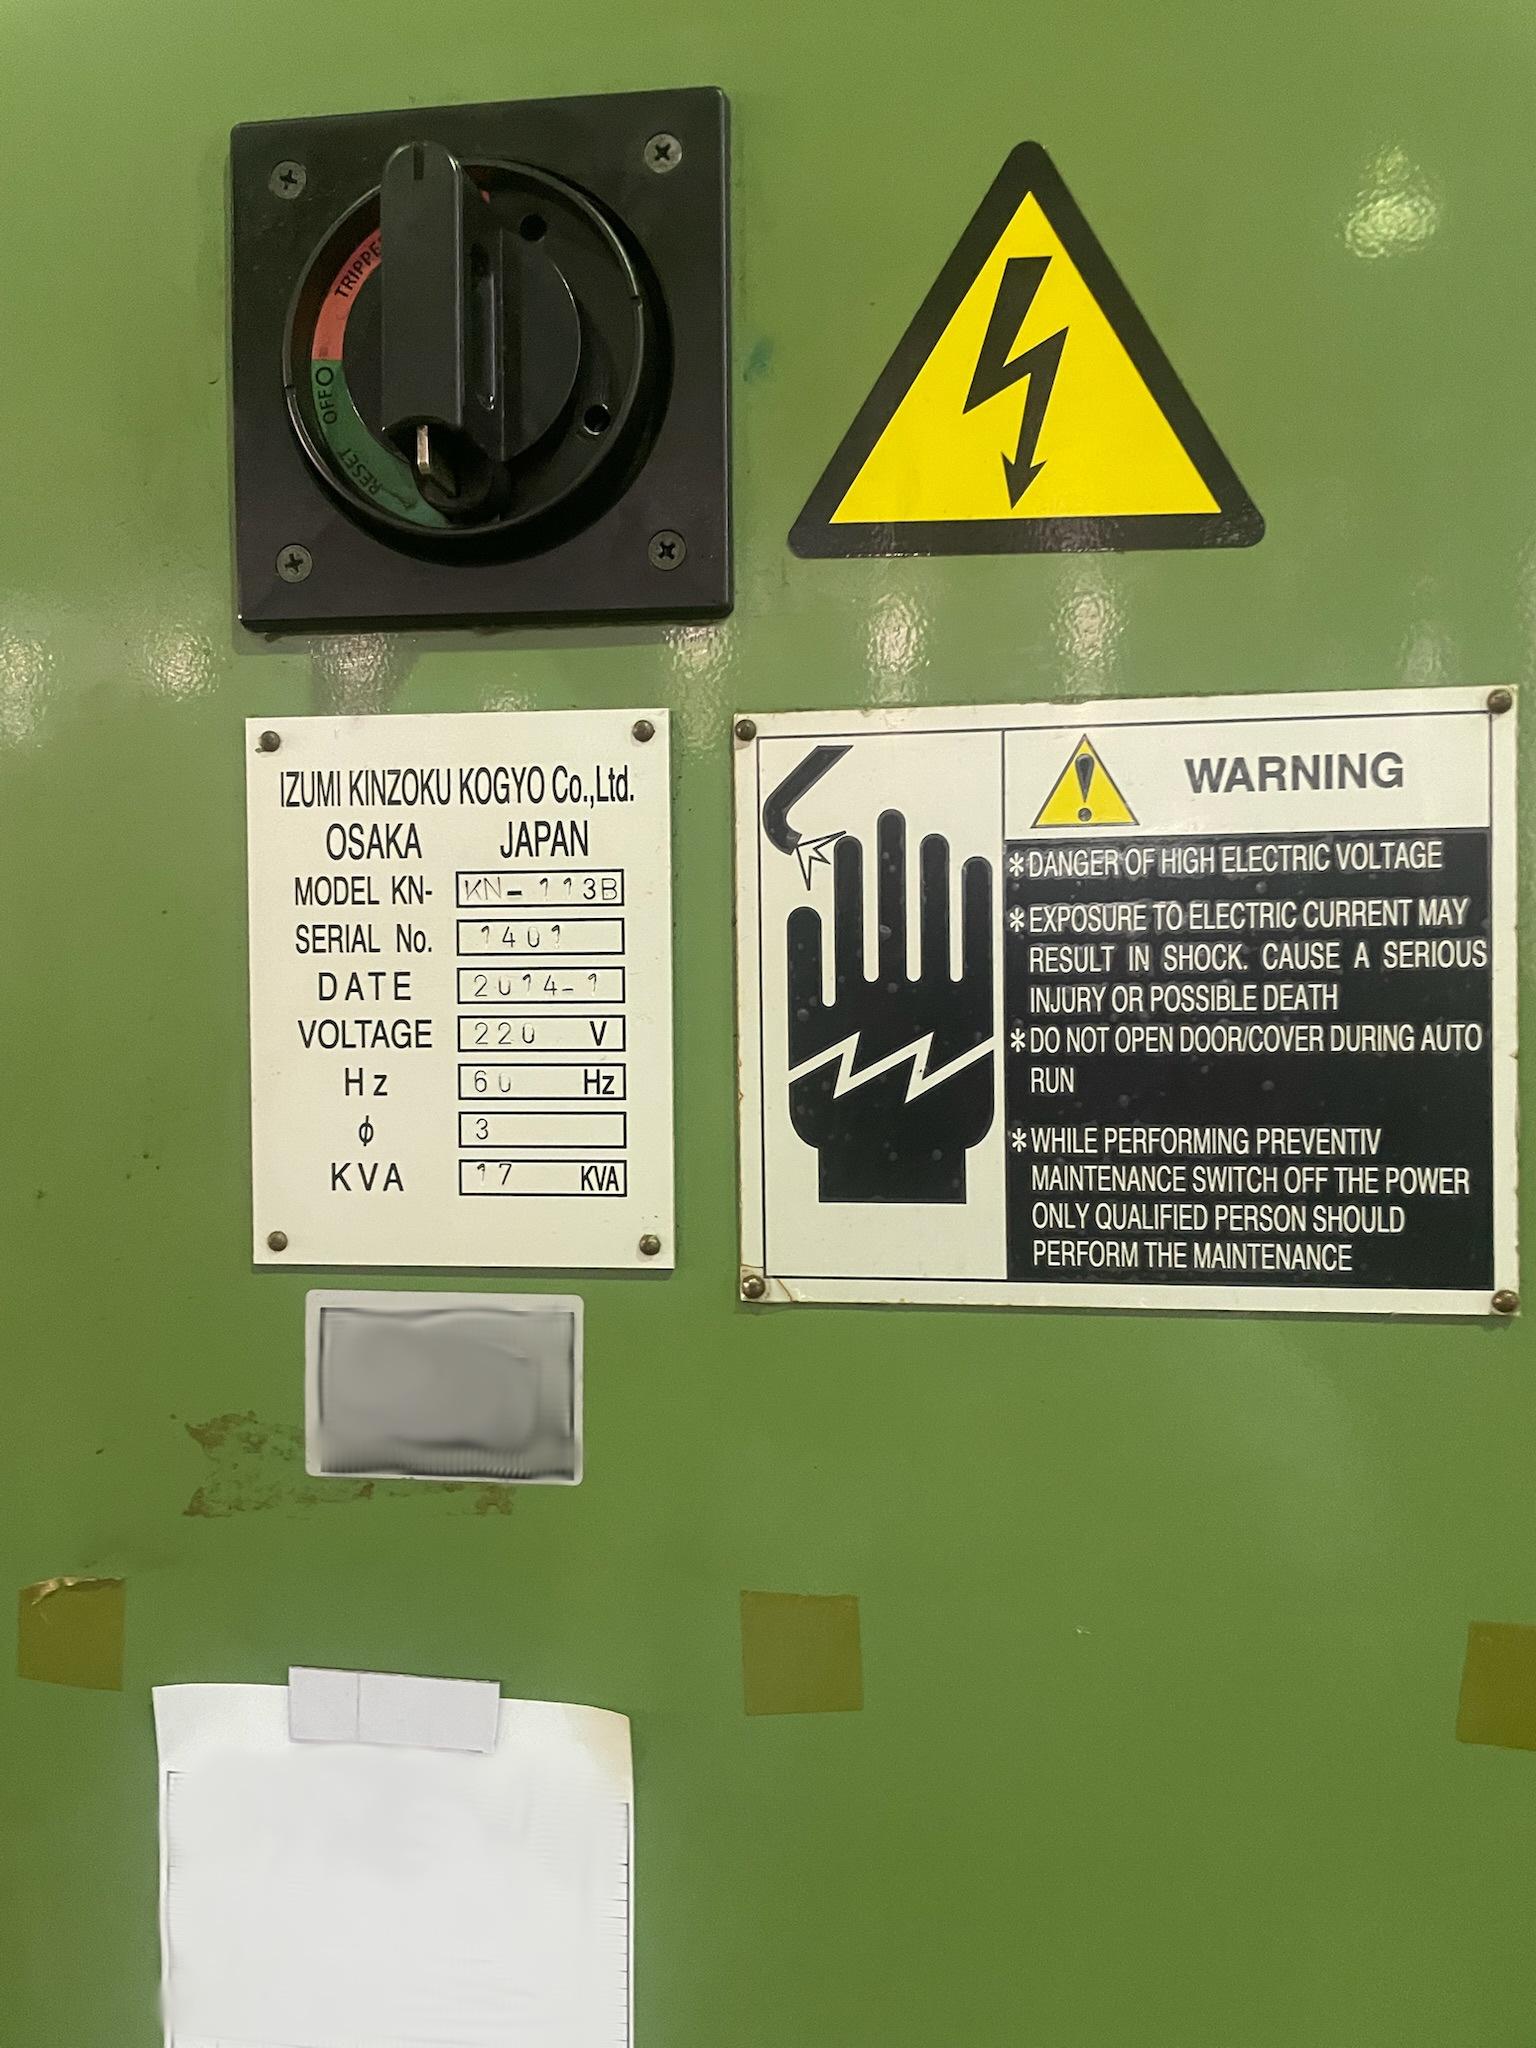 TRIPPE
OFF
RESET
IZUMI KINZOKU KOGYO Co.,Ltd.
OSAKA JAPAN
MODEL KN- KN-113B
SERIAL No. 1401
DATE 2014-1
VOLTAGE 220 V
Hz 60 Hz
ϕ 3
KVA 17 KVA
WARNING
*DANGER OF HIGH ELECTRIC VOLTAGE
*EXPOSURE TO ELECTRIC CURRENT MAY
RESULT IN SHOCK. CAUSE A SERIOUS
INJURY OR POSSIBLE DEATH
*DO NOT OPEN DOOR/COVER DURING AUTO
RUN
*WHILE PERFORMING PREVENTIV
MAINTENANCE SWITCH OFF THE POWER
ONLY QUALIFIED PERSON SHOULD
PERFORM THE MAINTENANCE